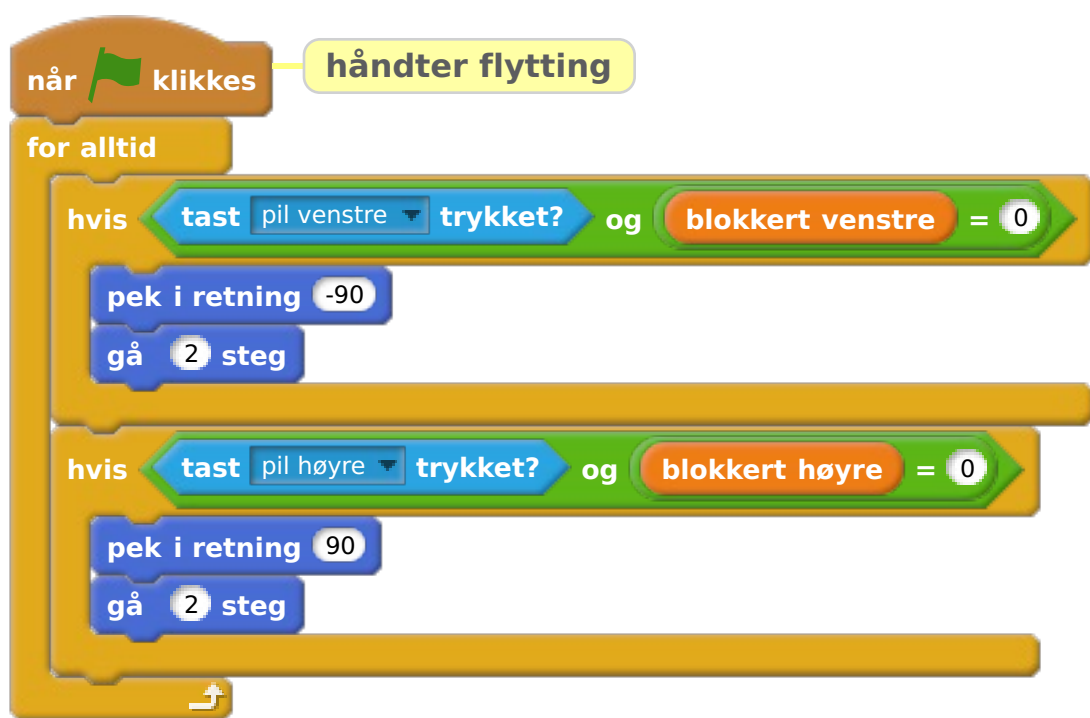 når klikkes
håndter flytting
for alltid
hvis tast pil venstre trykket? og blokkert venstre = 0
pek i retning -90
gå 2 steg
hvis tast pil høyre trykket? og blokkert høyre = 0
pek i retning 90
gå 2 steg